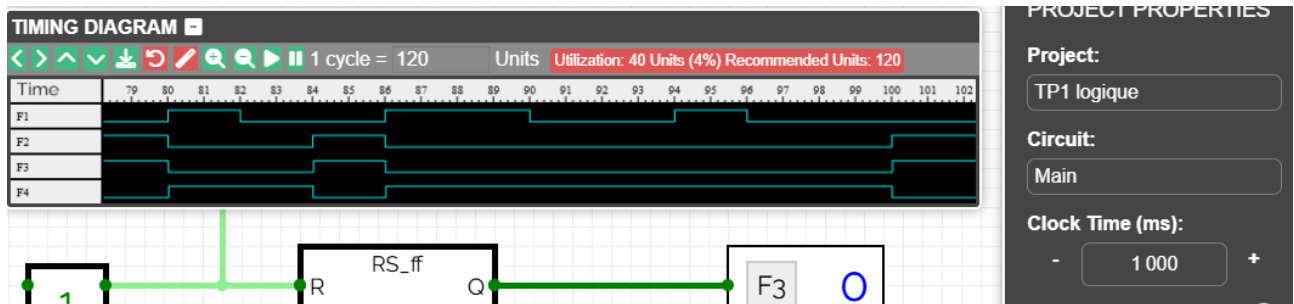 TIMING DIAGRAM
1 cycle = 120 Units Utilization: 40 Units (4%) Recommended Units: 120
Time 79 80 81 82 83 84 85 86 87 88 89 90 91 92 93 94 95 96 97 98 99 100 101 102
F1
F2
F3
F4
1
RS_ff
R Q
F3 0
PROJECT PROPERTIES
Project:
TP1 logique
Circuit:
Main
Clock Time (ms):
- 1 000 +